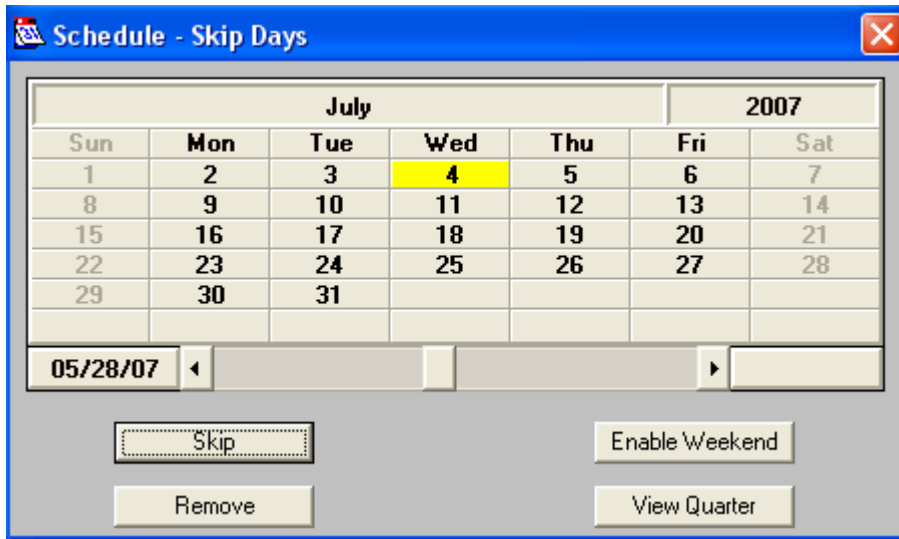 Schedule - Skip Days
July 2007
Sun Mon Tue Wed Thu Fri Sat
1 2 3 4 5 6 7
8 9 10 11 12 13 14
15 16 17 18 19 20 21
22 23 24 25 26 27 28
29 30 31
05/28/07
Skip Enable Weekend
Remove View Quarter